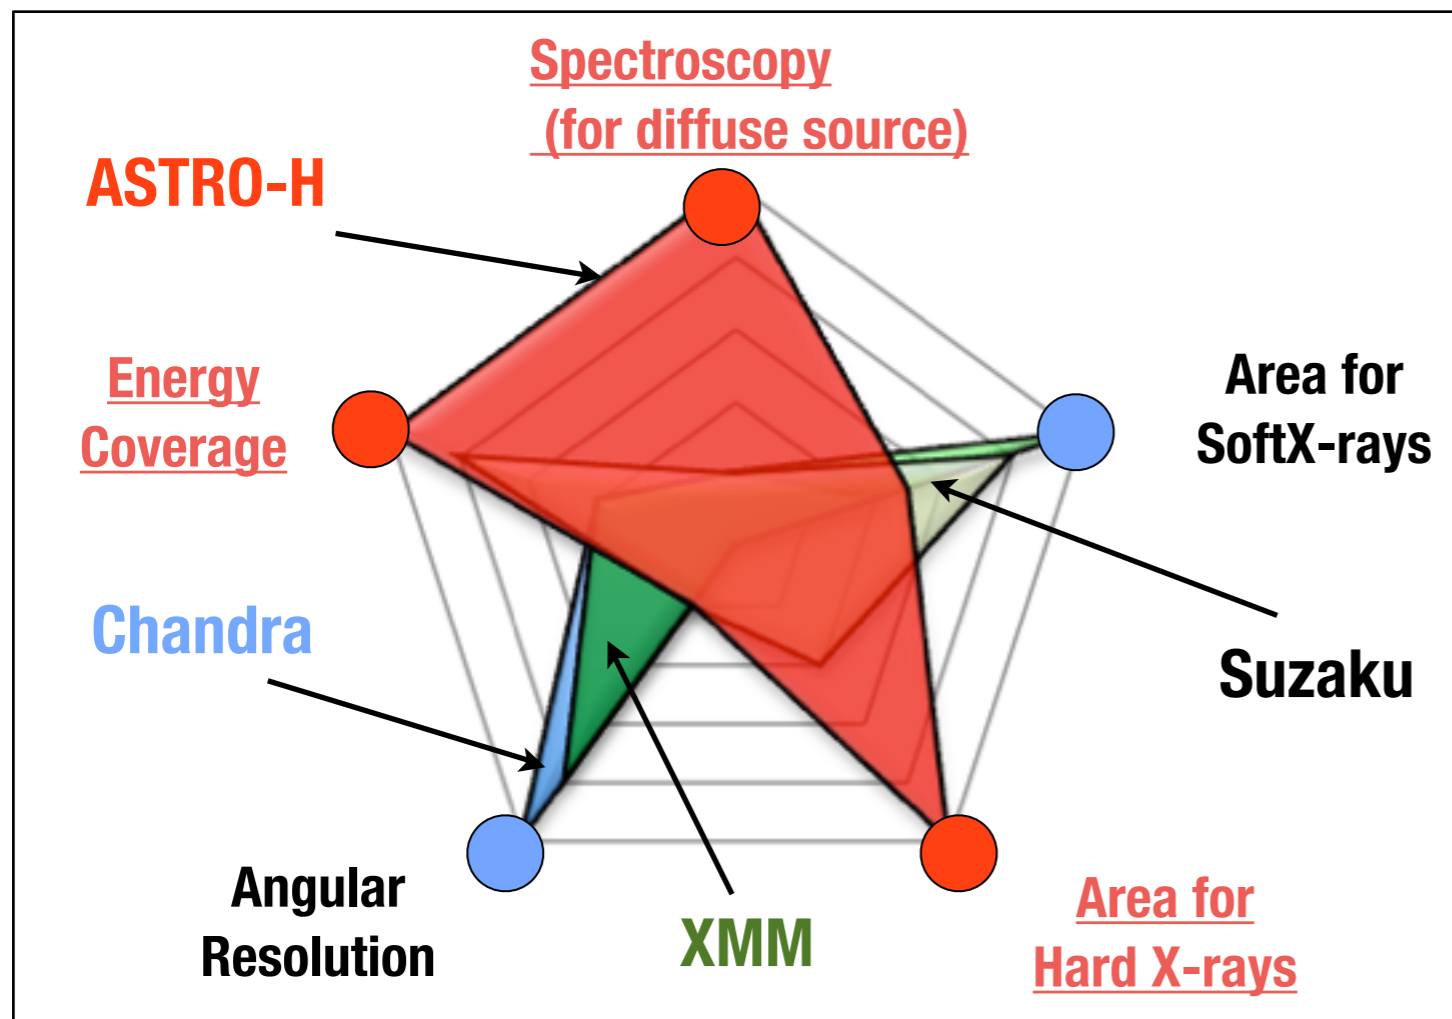 Spectroscopy
(for diffuse source)
ASTRO-H
Energy
Coverage
Area for
SoftX-rays
Chandra
Suzaku
Angular
Resolution
XMM
Area for
Hard X-rays